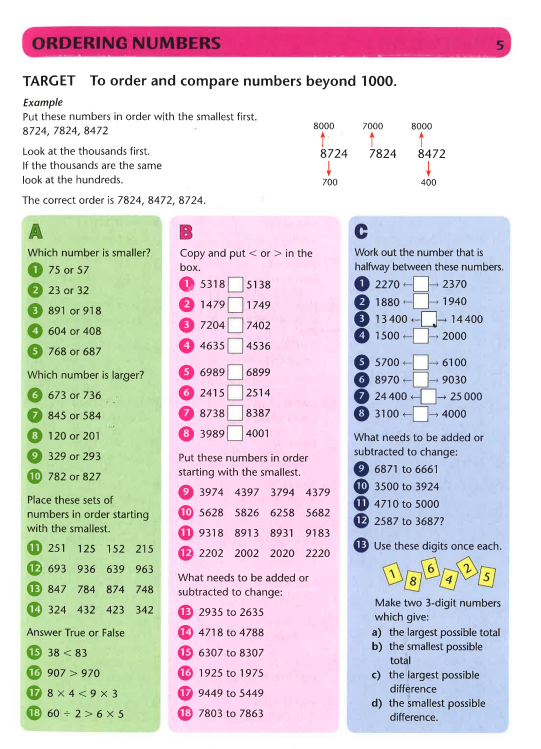 ORDERING NUMBERS 5
TARGET To order and compare numbers beyond 1000.
Example
Put these numbers in order with the smallest first.
8724, 7824, 8472
8000 7000 8000
Look at the thousands first.
8724 7824 8472
If the thousands are the same
look at the hundreds.
700 400
The correct order is 7824, 8472, 8724.
A
Which number is smaller?
1 75 or 57
2 23 or 32
3 891 or 918
4 604 or 408
5 768 or 687
Which number is larger?
6 673 or 736
7 845 or 584
8 120 or 201
9 329 or 293
10 782 or 827
Place these sets of
numbers in order starting
with the smallest.
11 251 125 152 215
12 693 936 639 963
13 847 784 874 748
14 324 432 423 342
Answer True or False
15 38 < 83
16 907 > 970
17 8 × 4 < 9 × 3
18 60 ÷ 2 > 6 × 5
B
Copy and put < or > in the
box.
1 5318 5138
2 1479 1749
3 7204 7402
4 4635 4536
5 6989 6899
6 2415 2514
7 8738 8387
8 3989 4001
Put these numbers in order
starting with the smallest.
9 3974 4397 3794 4379
10 5628 5826 6258 5682
11 9318 8913 8931 9183
12 2202 2002 2020 2220
What needs to be added or
subtracted to change:
13 2935 to 2635
14 4718 to 4788
15 6307 to 8307
16 1925 to 1975
17 9449 to 5449
18 7803 to 7863
C
Work out the number that is
halfway between these numbers.
1 2270 ← → 2370
2 1880 ← → 1940
3 13 400 ← → 14 400
4 1500 ← → 2000
5 5700 ← → 6100
6 8970 ← → 9030
7 24 400 ← → 25 000
8 3100 ← → 4000
What needs to be added or
subtracted to change:
9 6871 to 6661
10 3500 to 3924
11 4710 to 5000
12 2587 to 3687?
13 Use these digits once each.
1 8 6 4 2 5
Make two 3-digit numbers
which give:
a) the largest possible total
b) the smallest possible
total
c) the largest possible
difference
d) the smallest possible
difference.